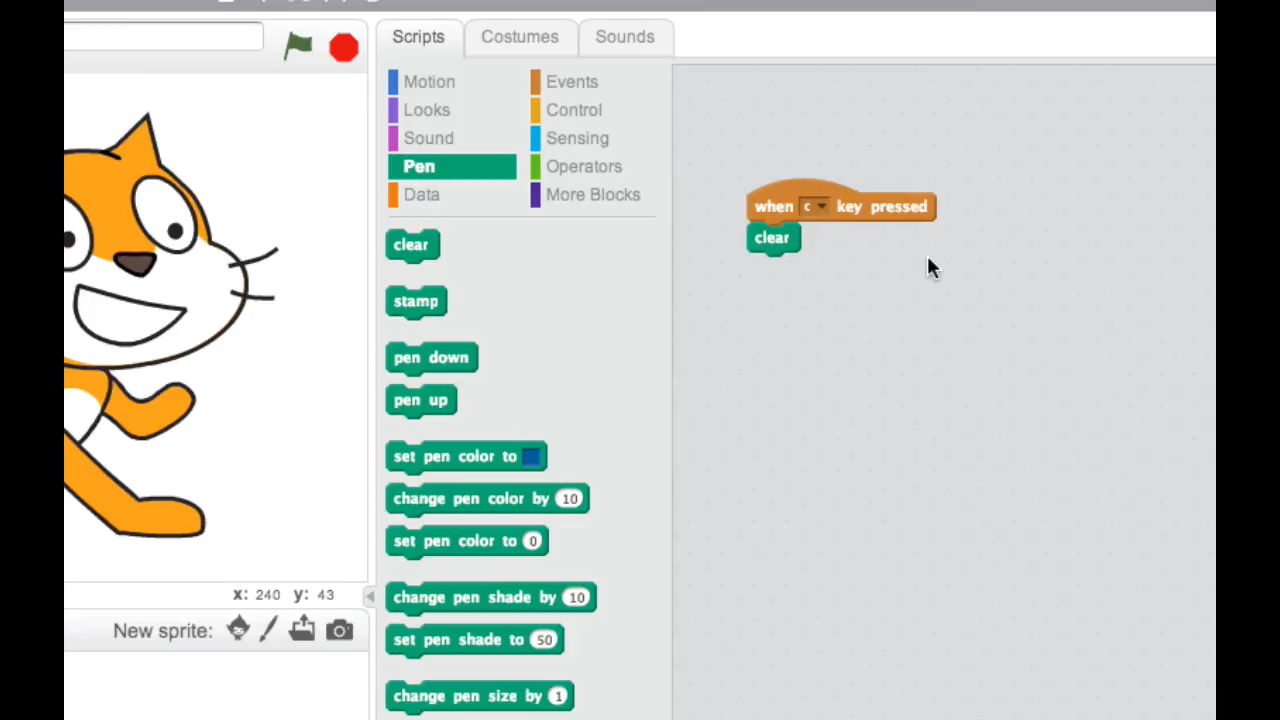 Scripts Costumes Sounds
Motion Events
Looks Control
Sound Sensing
Pen Operators
Data More Blocks
clear
stamp
pen down
pen up
set pen color to
change pen color by 10
set pen color to 0
change pen shade by 10
set pen shade to 50
change pen size by 1
when c key pressed
clear
x: 240 y: 43
New sprite: